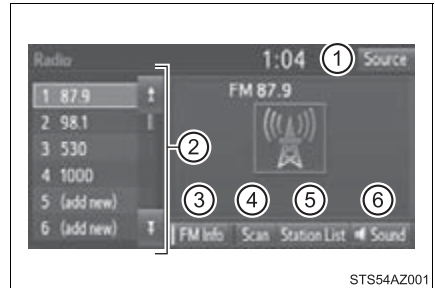 Radio 1:04 1 Source
1 87.9
2 98.1
3 530
4 1000
5 (add new)
6 (add new)
FM 87.9
2
3 4 5 6
FM Info Scan Station List Sound
STS54AZ001